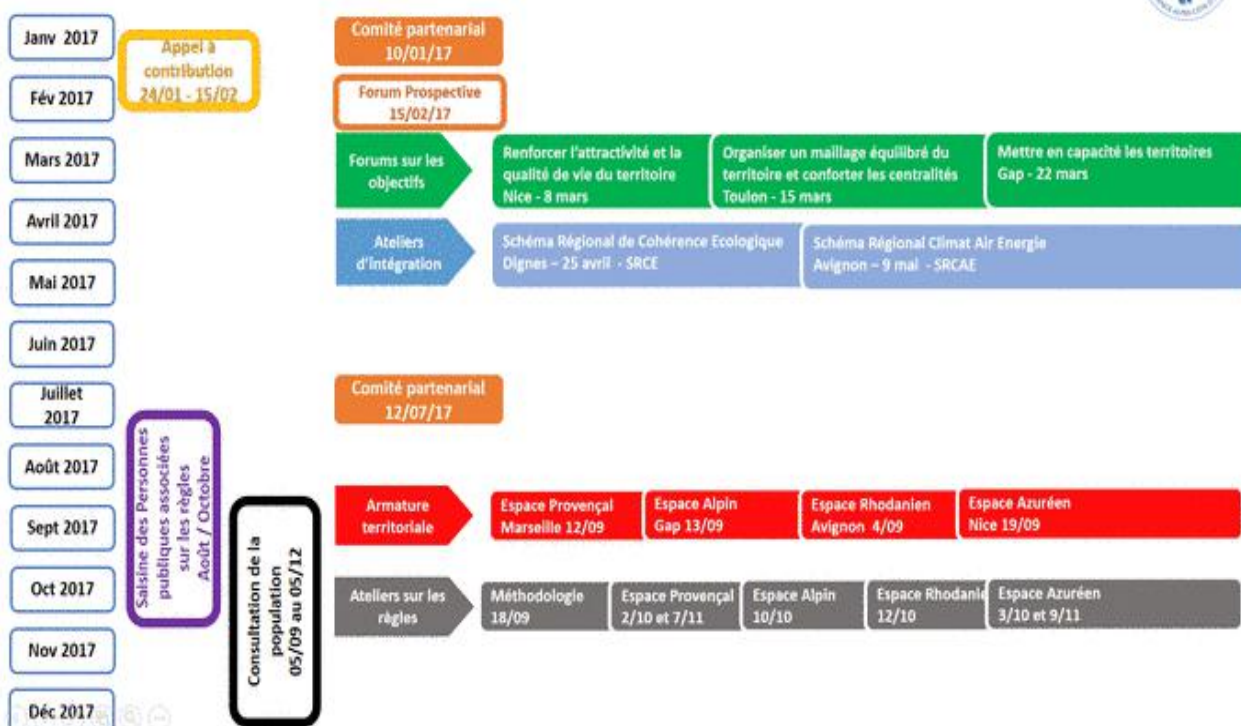 Janv 2017
Fév 2017
Mars 2017
Avril 2017
Mai 2017
Juin 2017
Juillet
2017
Août 2017
Sept 2017
Oct 2017
Nov 2017
Déc 2017
Appel à
contribution
24/01 - 15/02
Saisine des Personnes
publiques associées
sur les règles
Août / Octobre
Consultation de la
population
05/09 au 05/12
Comité partenarial
10/01/17
Forum Prospective
15/02/17
Forums sur les
objectifs
Renforcer l'attractivité et la
qualité de vie du territoire
Nice - 8 mars
Organiser un maillage équilibré du
territoire et conforter les centralités
Toulon - 15 mars
Mettre en capacité les territoires
Gap - 22 mars
Ateliers
d'intégration
Schéma Régional de Cohérence Ecologique
Dignes – 25 avril - SRCE
Schéma Régional Climat Air Energie
Avignon – 9 mai - SRCAE
Comité partenarial
12/07/17
Armature
territoriale
Espace Provençal
Marseille 12/09
Espace Alpin
Gap 13/09
Espace Rhodanien
Avignon 4/09
Espace Azuréen
Nice 19/09
Ateliers sur les
règles
Méthodologie
18/09
Espace Provençal
2/10 et 7/11
Espace Alpin
10/10
Espace Rhodanie
12/10
Espace Azuréen
3/10 et 9/11